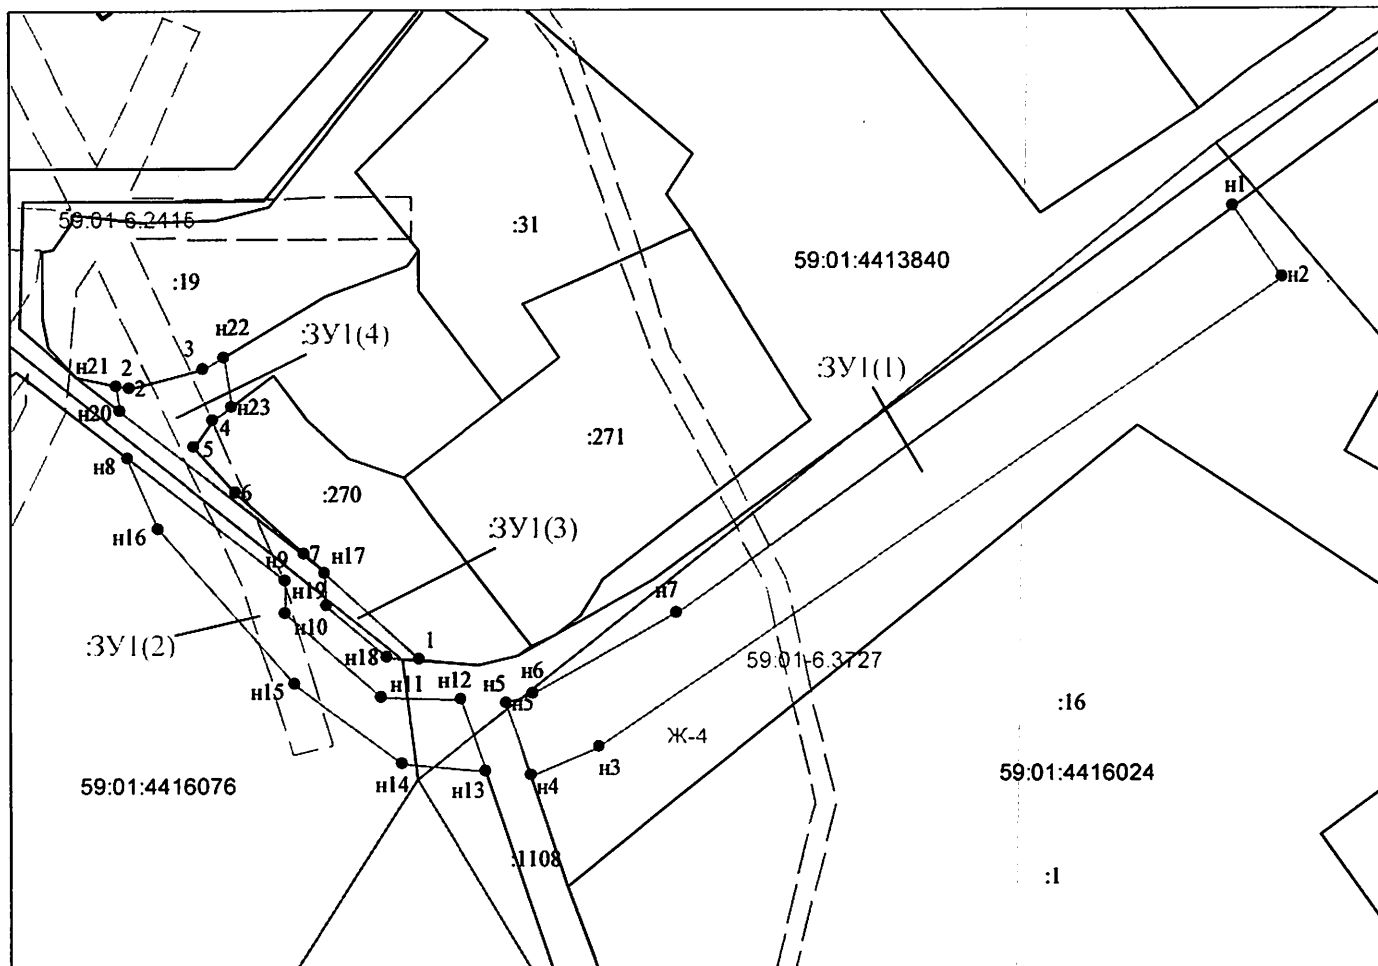 н1
59:01-6.2415
:31
59:01:4413840
н2
:19
:ЗУ1(4)
н22
3
:ЗУ1(1)
н21
2
2
н20
н23
4
:271
5
н8
6
:270
:ЗУ1(3)
н16
7
н17
н9
н19
н7
н10
:ЗУ1(2)
1
н18
59:01-6.3727
н6
н15
н11
н12
н5
н5
:16
Ж-4
н3
59:01:4416024
н14
н13
н4
59:01:4416076
:1108
:1